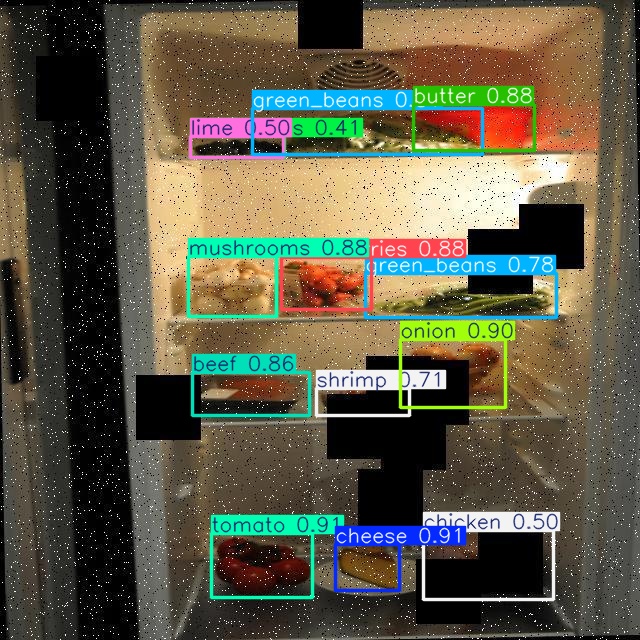 green_beans 0.
butter 0.88
lime 0.50
s 0.41
mushrooms 0.88
ries 0.88
green_beans 0.78
onion 0.90
beef 0.86
shrimp 0.71
tomato 0.91
cheese 0.91
chicken 0.50